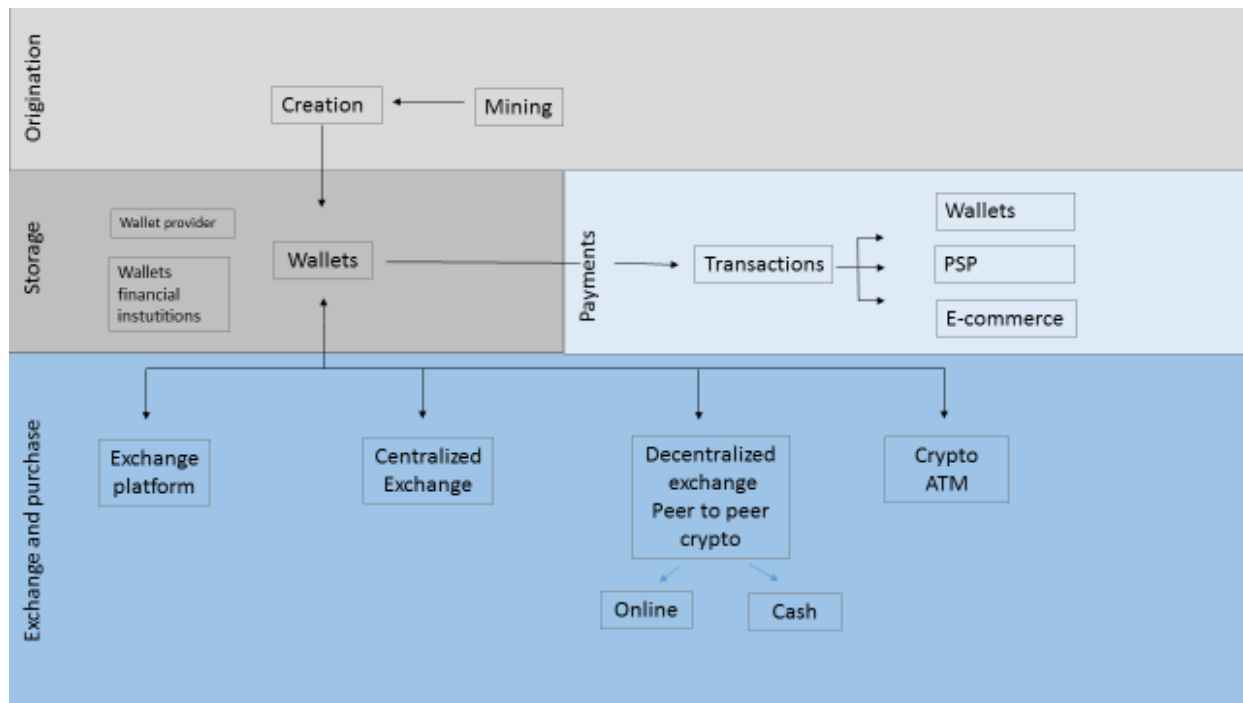 Origination
Creation
Mining
Storage
Wallet provider
Wallets
financial
instutitions
Wallets
Payments
Transactions
Wallets
PSP
E-commerce
Exchange and purchase
Exchange
platform
Centralized
Exchange
Decentralized
exchange
Peer to peer
crypto
Crypto
ATM
Online
Cash